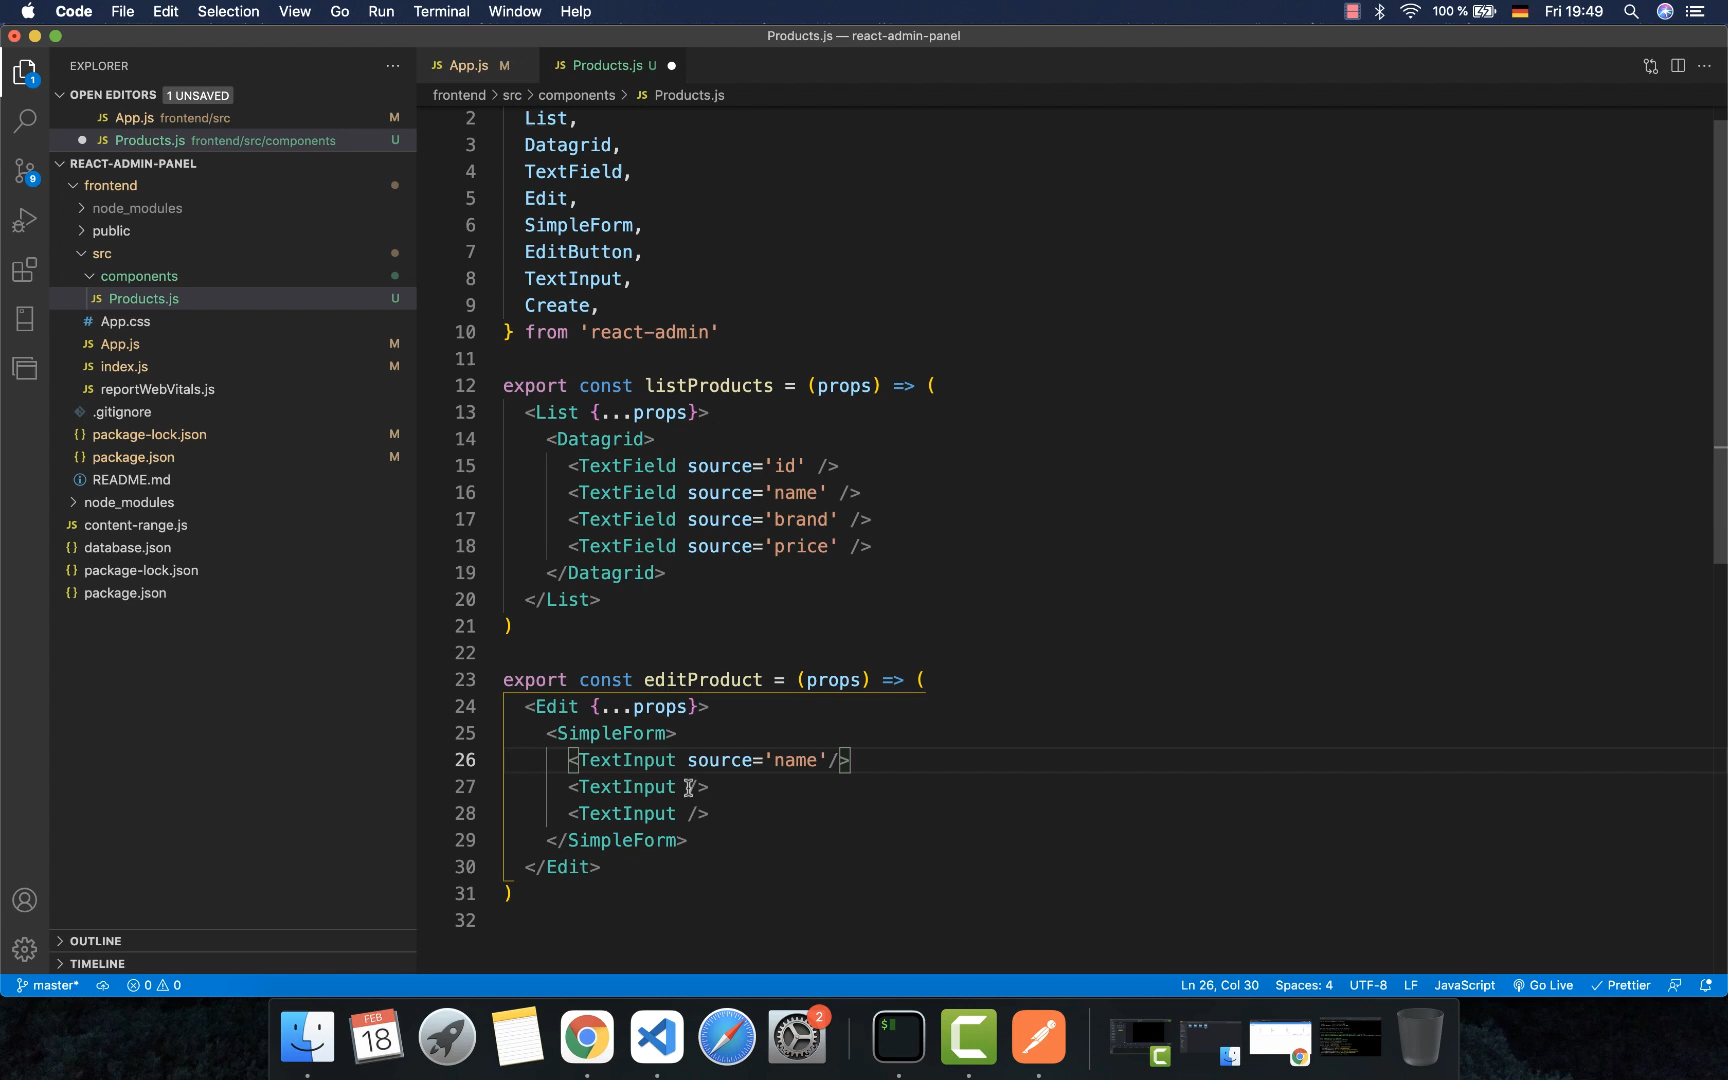 Code File Edit Selection View Go Run Terminal Window Help 100 % Fri 19:49
Products.js — react-admin-panel
EXPLORER
OPEN EDITORS 1 UNSAVED
JS App.js frontend/src M
JS Products.js frontend/src/components U
REACT-ADMIN-PANEL
frontend
node_modules
public
src
components
JS Products.js U
# App.css
JS App.js M
JS index.js M
JS reportWebVitals.js
.gitignore
{} package-lock.json M
{} package.json M
README.md
node_modules
JS content-range.js
{} database.json
{} package-lock.json
{} package.json
OUTLINE
TIMELINE
1
9
JS App.js M JS Products.js U
frontend > src > components > JS Products.js
2 List,
3 Datagrid,
4 TextField,
5 Edit,
6 SimpleForm,
7 EditButton,
8 TextInput,
9 Create,
10 } from 'react-admin'
11
12 export const listProducts = (props) => (
13 <List {...props}>
14 <Datagrid>
15 <TextField source='id' />
16 <TextField source='name' />
17 <TextField source='brand' />
18 <TextField source='price' />
19 </Datagrid>
20 </List>
21 )
22
23 export const editProduct = (props) => (
24 <Edit {...props}>
25 <SimpleForm>
26 <TextInput source='name'/>
27 <TextInput />
28 <TextInput />
29 </SimpleForm>
30 </Edit>
31 )
32
master* 0 0 Ln 26, Col 30 Spaces: 4 UTF-8 LF JavaScript Go Live Prettier
FEB
18
2
$